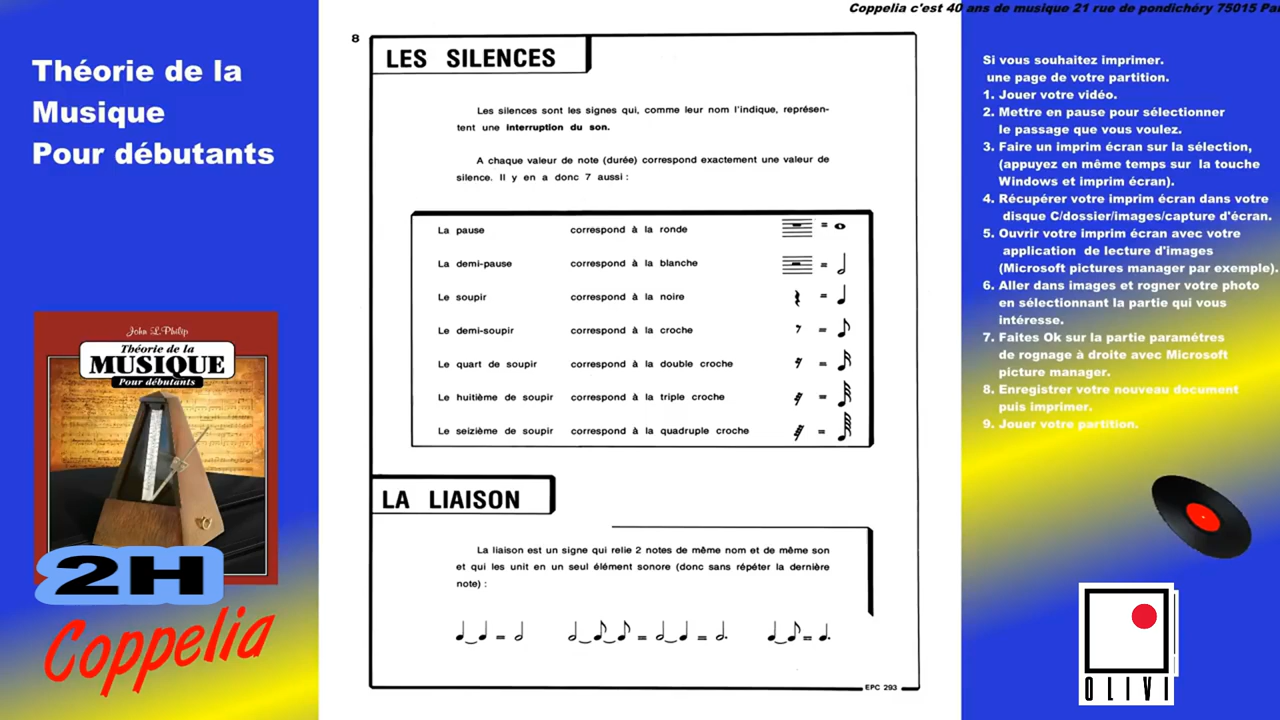 Coppelia c'est 40 ans de musique 21 rue de pondichéry 75015
Théorie de la
Musique
Pour débutants
John L. Philip
Théorie de la
MUSIQUE
Pour débutants
2H
Coppelia
8
LES SILENCES
Les silences sont les signes qui, comme leur nom l'indique, représen-
tent une interruption du son.
A chaque valeur de note (durée) correspond exactement une valeur de
silence. Il y en a donc 7 aussi :
La pause correspond à la ronde =
La demi-pause correspond à la blanche =
Le soupir correspond à la noire =
Le demi-soupir correspond à la croche =
Le quart de soupir correspond à la double croche =
Le huitième de soupir correspond à la triple croche =
Le seizième de soupir correspond à la quadruple croche =
LA LIAISON
La liaison est un signe qui relie 2 notes de même nom et de même son
et qui les unit en un seul élément sonore (donc sans répéter la dernière
note) :
EPC 293
Si vous souhaitez imprimer.
une page de votre partition.
1. Jouer votre vidéo.
2. Mettre en pause pour sélectionner
le passage que vous voulez.
3. Faire un imprim écran sur la sélection,
(appuyez en même temps sur la touche
Windows et imprim écran).
4. Récupérer votre imprim écran dans votre
disque C/dossier/images/capture d'écran.
5. Ouvrir votre imprim écran avec votre
application de lecture d'images
(Microsoft pictures manager par exemple).
6. Aller dans images et rogner votre photo
en sélectionnant la partie qui vous
intéresse.
7. Faites Ok sur la partie paramétres
de rognage à droite avec Microsoft
picture manager.
8. Enregistrer votre nouveau document
puis imprimer.
9. Jouer votre partition.
OLIVI